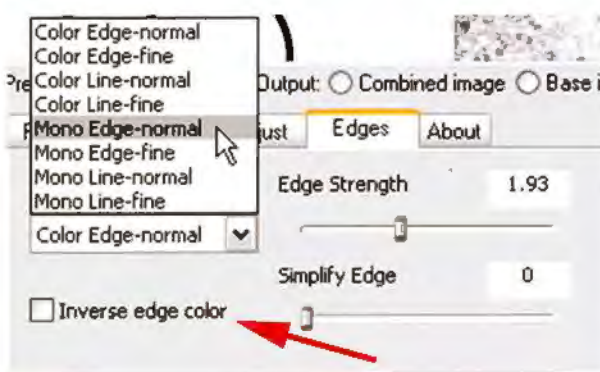 Color Edge-normal
Color Edge-fine
Color Line-normal
Output: Combined image Base
Color Line-fine
Mono Edge-normal
Edges About
Mono Edge-fine
Mono Line-normal
Edge Strength 1.93
Mono Line-fine
Color Edge-normal
Simplify Edge 0
Inverse edge color